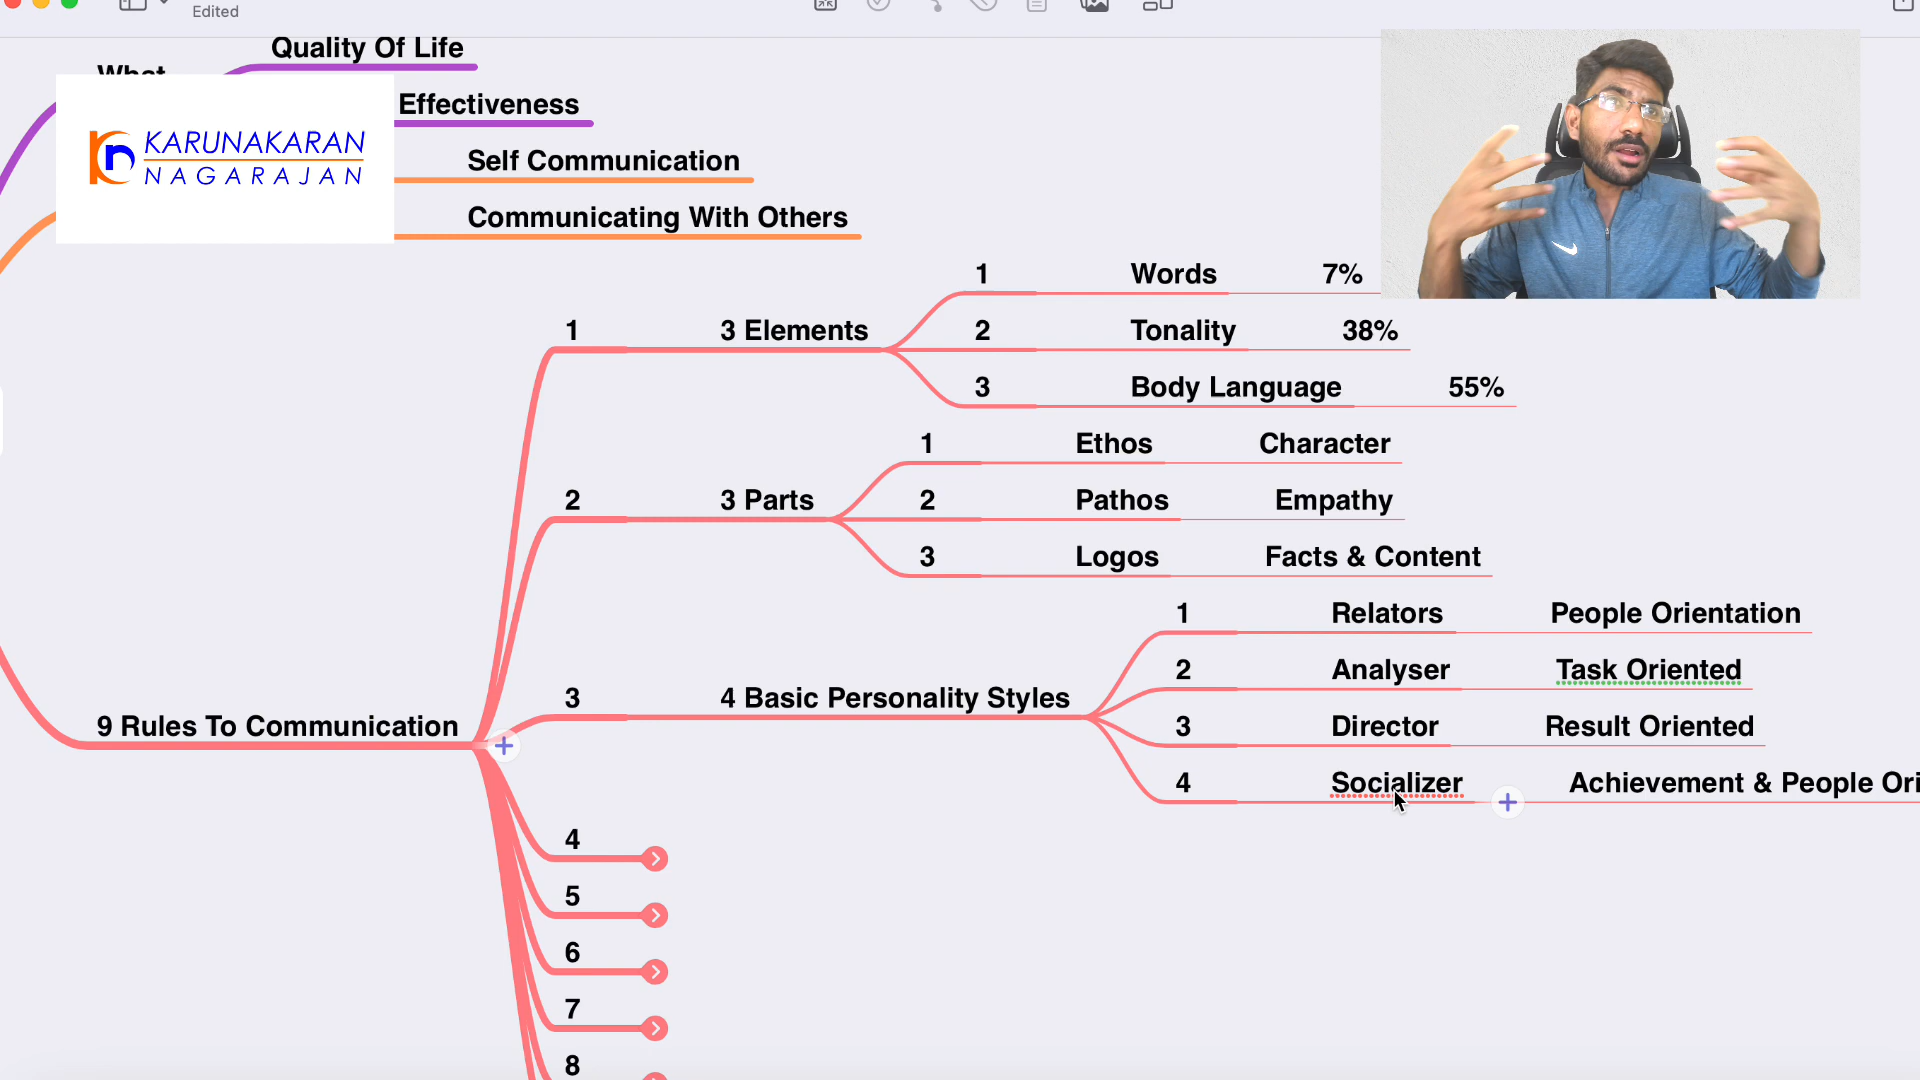 Edited
Quality Of Life
What
Effectiveness
KARUNAKARAN
NAGARAJAN
Self Communication
Communicating With Others
1 Words 7%
1 3 Elements
2 Tonality 38%
3 Body Language 55%
1 Ethos Character
2 3 Parts
2 Pathos Empathy
3 Logos Facts & Content
1 Relators People Orientation
2 Analyser Task Oriented
3 4 Basic Personality Styles
9 Rules To Communication
3 Director Result Oriented
4 Socializer Achievement & People Ori
4
5
6
7
8